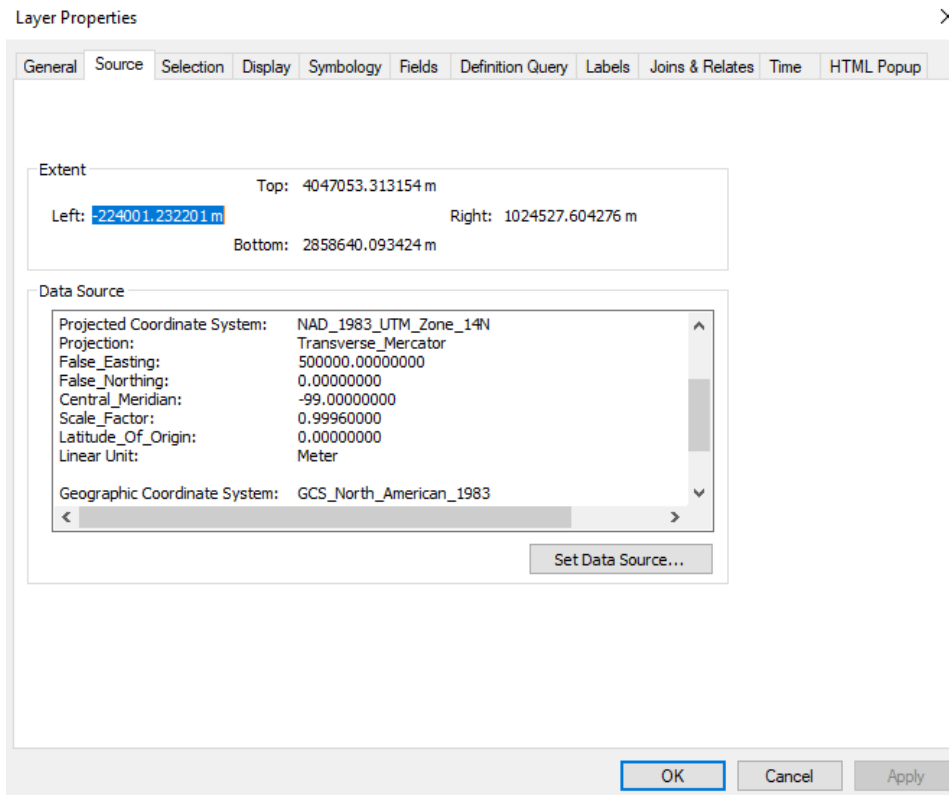 Layer Properties
General Source Selection Display Symbology Fields Definition Query Labels Joins & Relates Time HTML Popup
Extent
Top: 4047053.313154 m
Left: -224001.232201 m Right: 1024527.604276 m
Bottom: 2858640.093424 m
Data Source
Projected Coordinate System: NAD_1983_UTM_Zone_14N
Projection: Transverse_Mercator
False_Easting: 500000.00000000
False_Northing: 0.00000000
Central_Meridian: -99.00000000
Scale_Factor: 0.99960000
Latitude_Of_Origin: 0.00000000
Linear Unit: Meter
Geographic Coordinate System: GCS_North_American_1983
Set Data Source...
OK Cancel Apply